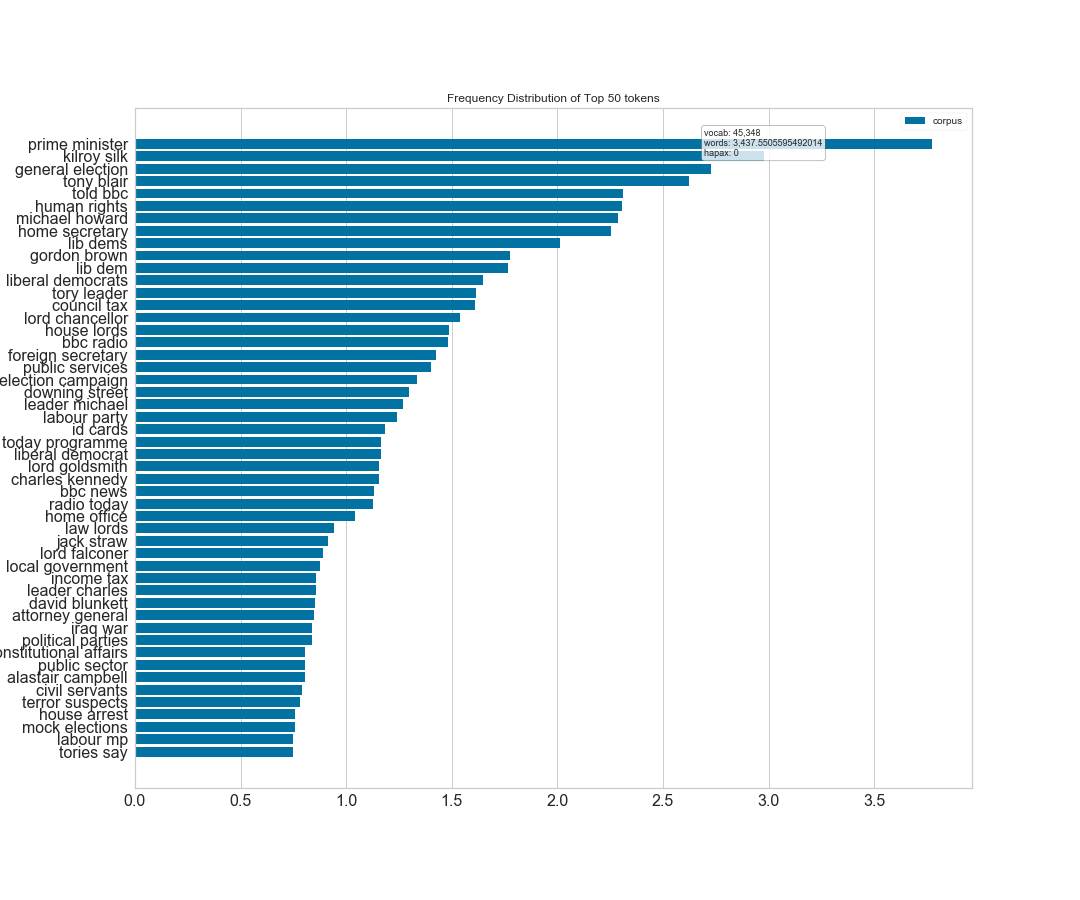 Frequency Distribution of Top 50 tokens
corpus
vocab: 45,348
words: 3,437.5505595492014
hapax: 0
prime minister
kilroy silk
general election
tony blair
told bbc
human rights
michael howard
home secretary
lib dems
gordon brown
lib dem
liberal democrats
tory leader
council tax
lord chancellor
house lords
bbc radio
foreign secretary
public services
election campaign
downing street
leader michael
labour party
id cards
today programme
liberal democrat
lord goldsmith
charles kennedy
bbc news
radio today
home office
law lords
jack straw
lord falconer
local government
income tax
leader charles
david blunkett
attorney general
iraq war
political parties
onstitutional affairs
public sector
alastair campbell
civil servants
terror suspects
house arrest
mock elections
labour mp
tories say
0.0 0.5 1.0 1.5 2.0 2.5 3.0 3.5